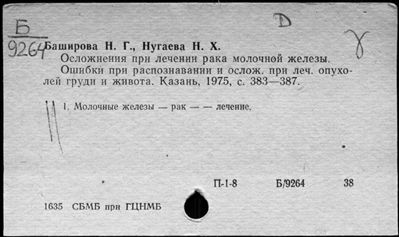 Б
9264
D
γ
Баширова Н. Г., Нугаева Н. Х.
Осложнения при лечении рака молочной железы.
Ошибки при распознавании и ослож. при леч. опухо-
лей груди и живота. Казань, 1975, с. 383—387.
1. Молочные железы — рак — — лечение.
П-1-8 Б/9264 38
1635 СБМБ при ГЦНМБ